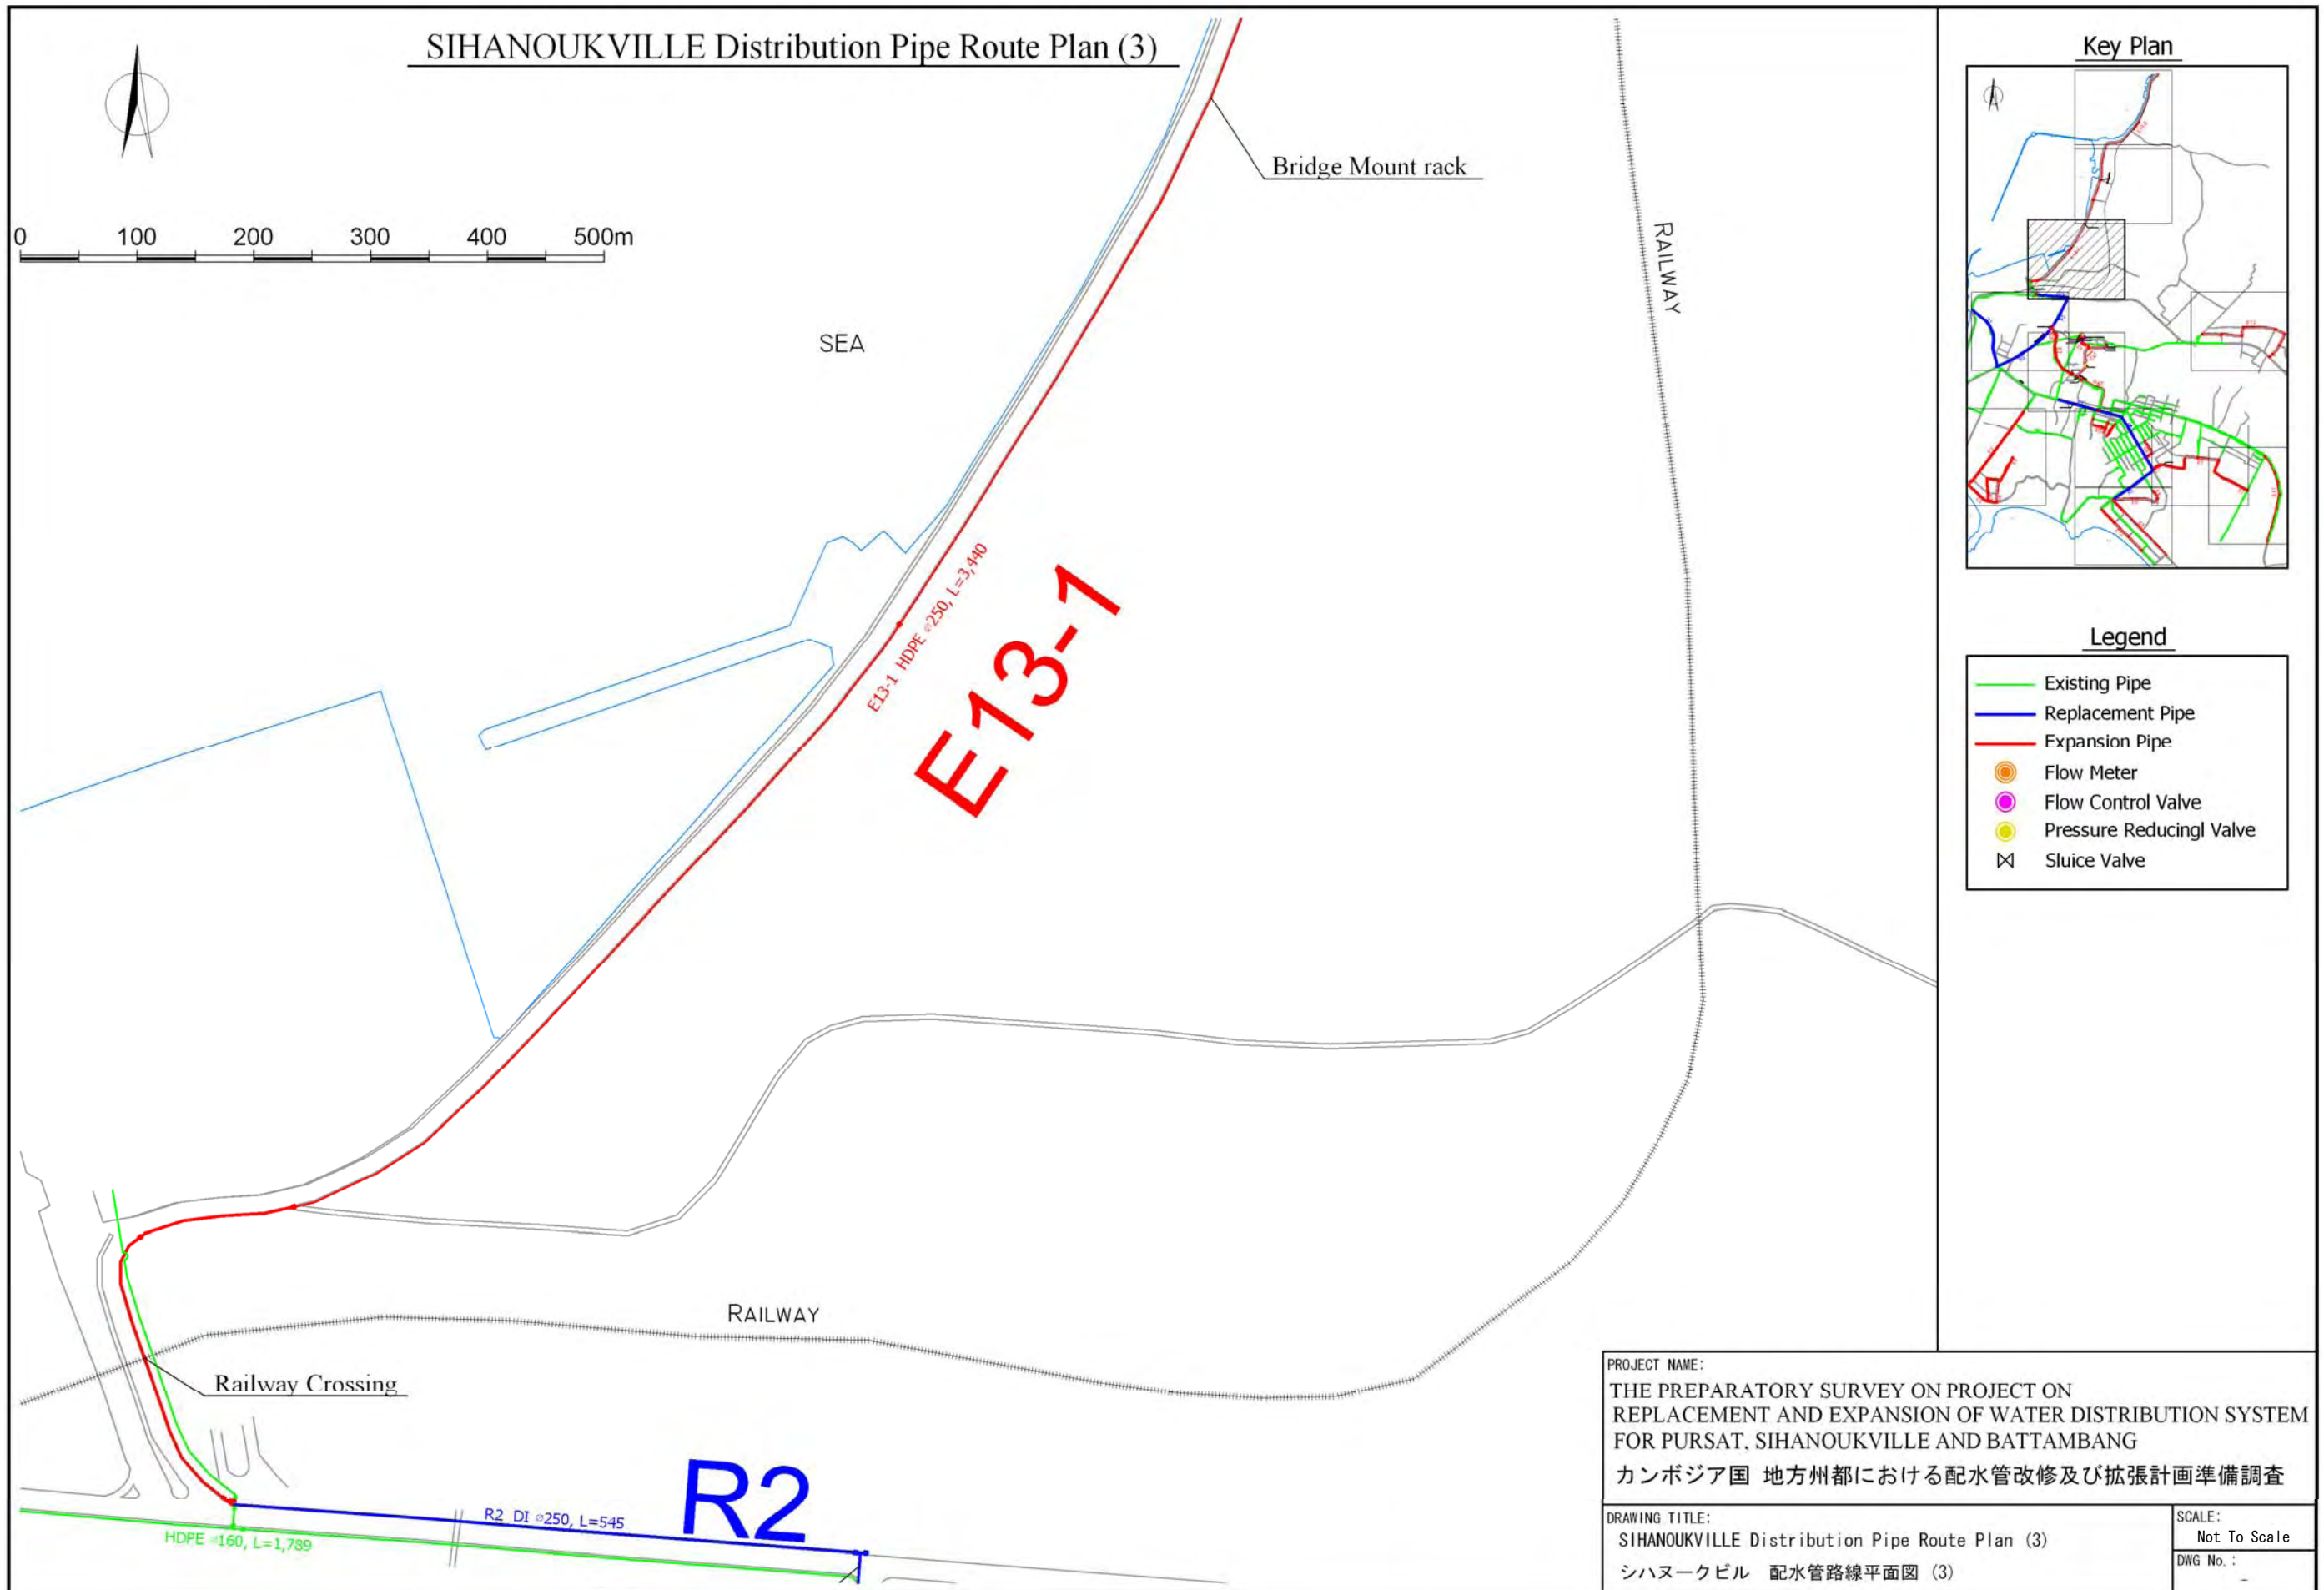 SIHANOUKVILLE Distribution Pipe Route Plan (3)
0 100 200 300 400 500m
Bridge Mount rack
RAILWAY
SEA
E13-1 HDPE ⌀250, L=3,440
E13-1
RAILWAY
Railway Crossing
R2
R2 DI ⌀250, L=545
HDPE ⌀160, L=1,789
Key Plan
Legend
Existing Pipe
Replacement Pipe
Expansion Pipe
Flow Meter
Flow Control Valve
Pressure Reducingl Valve
Sluice Valve
PROJECT NAME:
THE PREPARATORY SURVEY ON PROJECT ON
REPLACEMENT AND EXPANSION OF WATER DISTRIBUTION SYSTEM
FOR PURSAT, SIHANOUKVILLE AND BATTAMBANG
カンボジア国 地方州都における配水管改修及び拡張計画準備調査
DRAWING TITLE:
SIHANOUKVILLE Distribution Pipe Route Plan (3)
シハヌークビル 配水管路線平面図 (3)
SCALE:
Not To Scale
DWG No.:
-